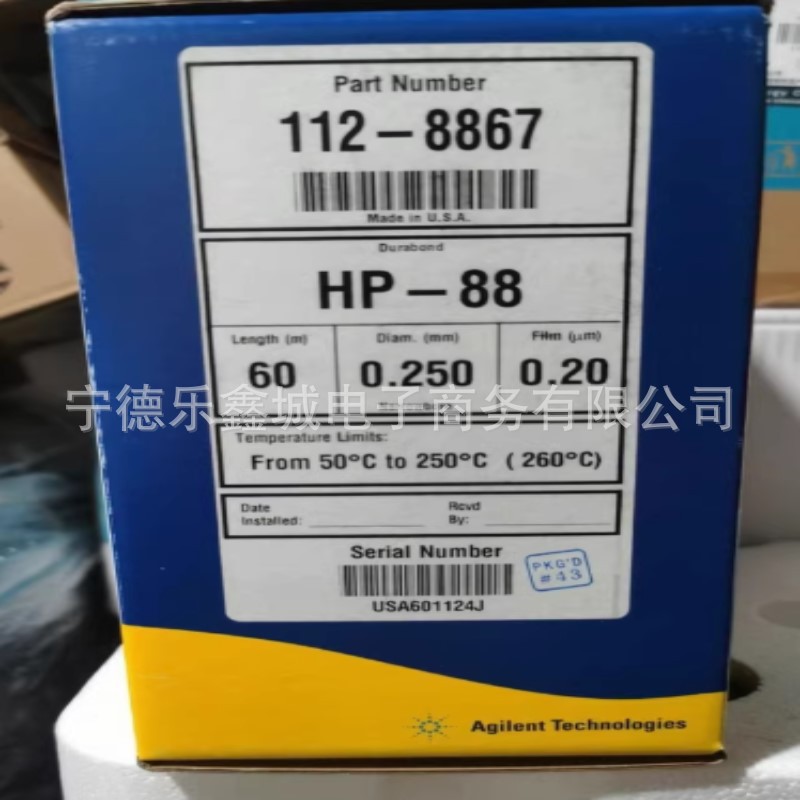 Part Number
112-8867
Made in U.S.A.
Durabond
HP-88
Length (m) Diam. (mm) Film (μm)
60 0.250 0.20
宁德乐鑫城电子商务有限公司
Temperature Limits:
From 50°C to 250°C (260°C)
Date Installed: Rcvd By:
Serial Number
PKG'D
#43
USA601124J
Agilent Technologies